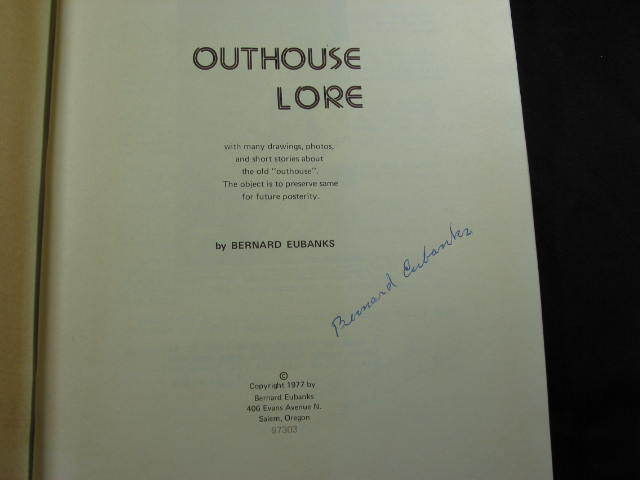 OUTHOUSE
LORE
with many drawings, photos,
and short stories about
the old "outhouse".
The object is to preserve same
for future posterity.
by BERNARD EUBANKS
Bernard Eubanks
©
Copyright 1977 by
Bernard Eubanks
406 Evans Avenue N.
Salem, Oregon
97303